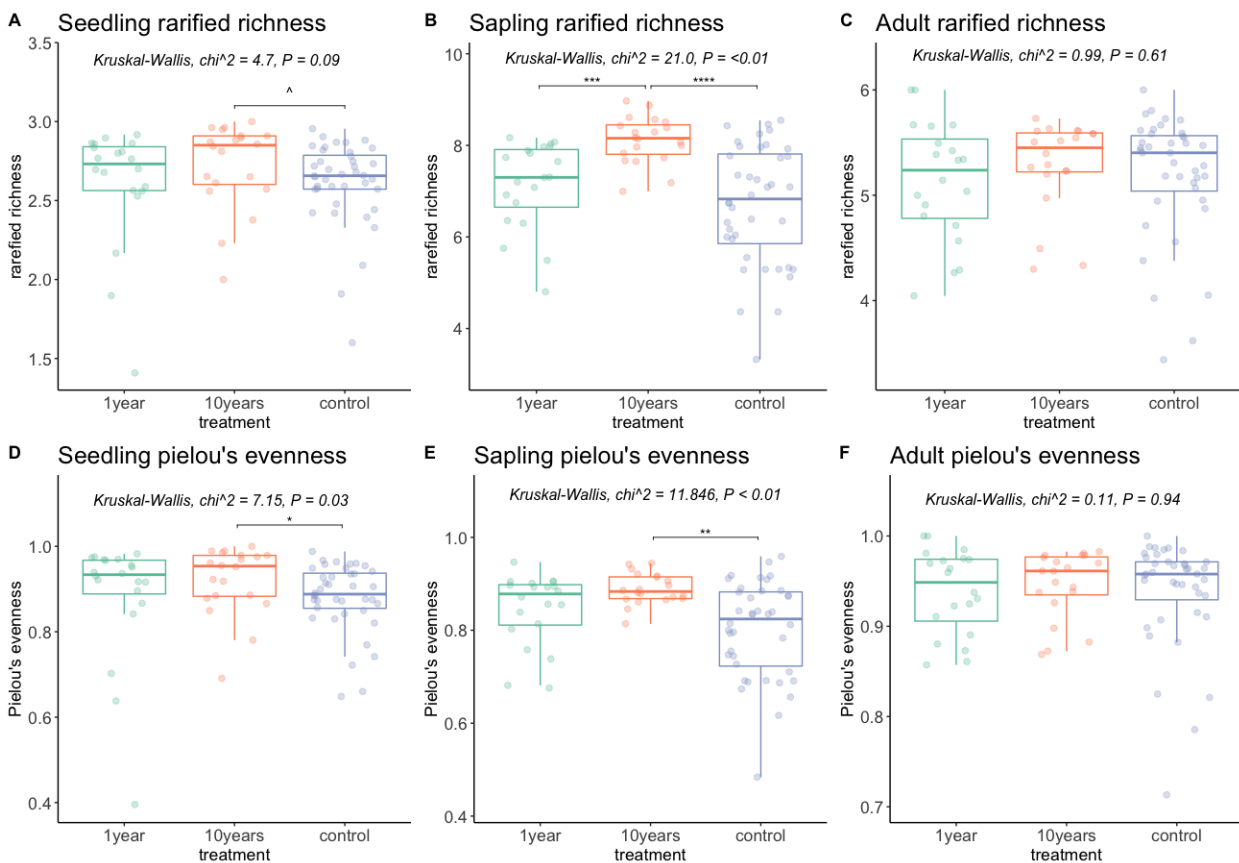 A Seedling rarified richness
3.5
Kruskal-Wallis, chi^2 = 4.7, P = 0.09
^
3.0
2.5
2.0
1.5
rarefied richness
1year 10years control
treatment
B Sapling rarified richness
10
Kruskal-Wallis, chi^2 = 21.0, P = <0.01
*** ****
8
6
4
rarefied richness
1year 10years control
treatment
C Adult rarified richness
Kruskal-Wallis, chi^2 = 0.99, P = 0.61
6
5
4
rarefied richness
1year 10years control
treatment
D Seedling pielou's evenness
Kruskal-Wallis, chi^2 = 7.15, P = 0.03
*
1.0
0.8
0.6
0.4
Pielou's evenness
1year 10years control
treatment
E Sapling pielou's evenness
Kruskal-Wallis, chi^2 = 11.846, P < 0.01
**
1.0
0.8
0.6
0.4
Pielou's evenness
1year 10years control
treatment
F Adult pielou's evenness
Kruskal-Wallis, chi^2 = 0.11, P = 0.94
1.0
0.9
0.8
0.7
Pielou's evenness
1year 10years control
treatment